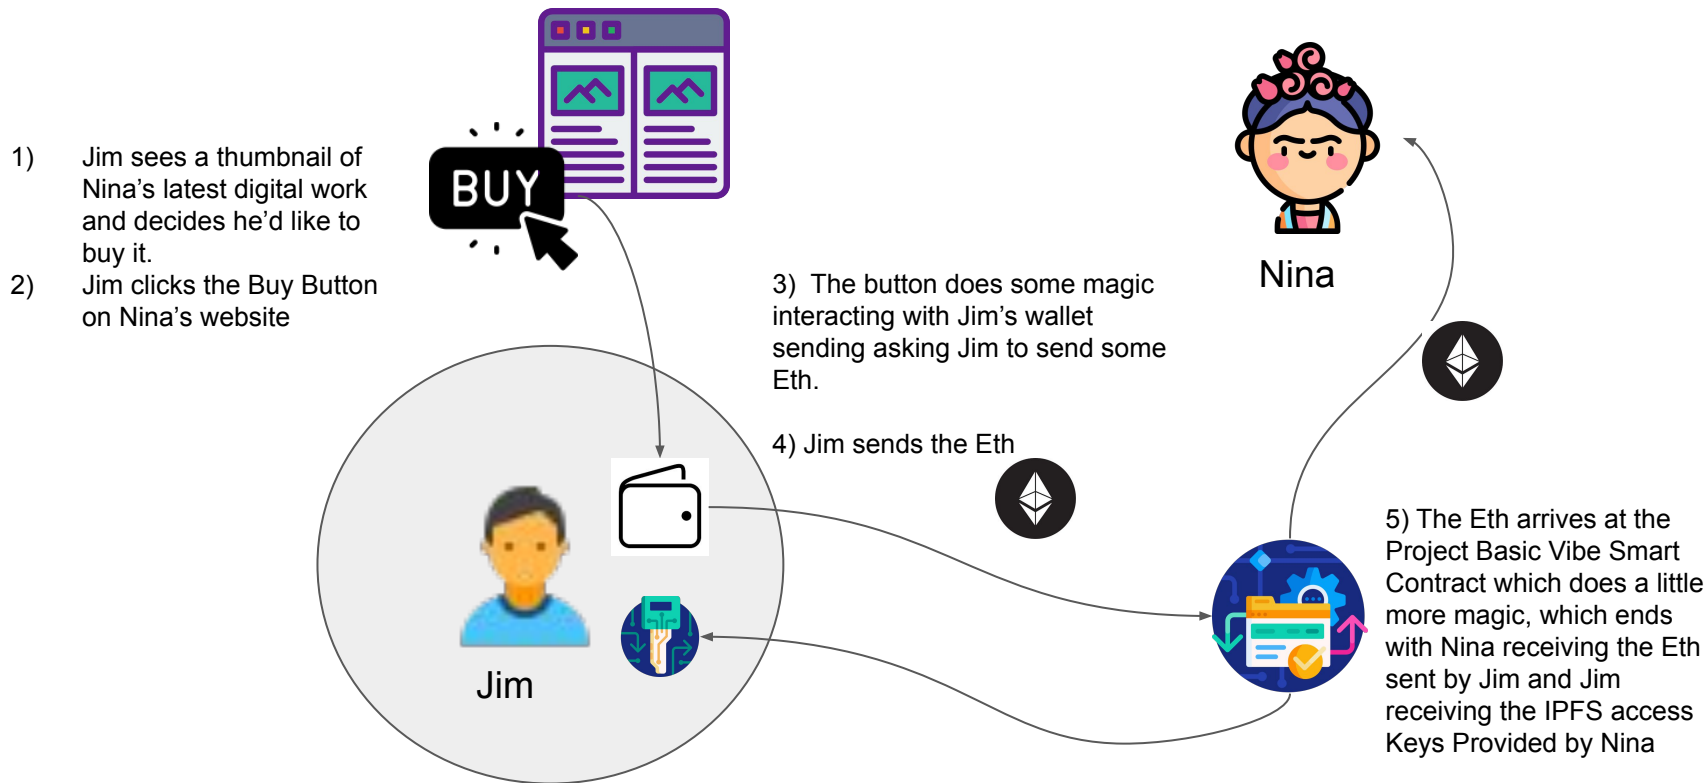 1) Jim sees a thumbnail of
Nina’s latest digital work
and decides he’d like to
buy it.
2) Jim clicks the Buy Button
on Nina’s website
BUY
Nina
3) The button does some magic
interacting with Jim’s wallet
sending asking Jim to send some
Eth.
4) Jim sends the Eth
Jim
5) The Eth arrives at the
Project Basic Vibe Smart
Contract which does a little
more magic, which ends
with Nina receiving the Eth
sent by Jim and Jim
receiving the IPFS access
Keys Provided by Nina